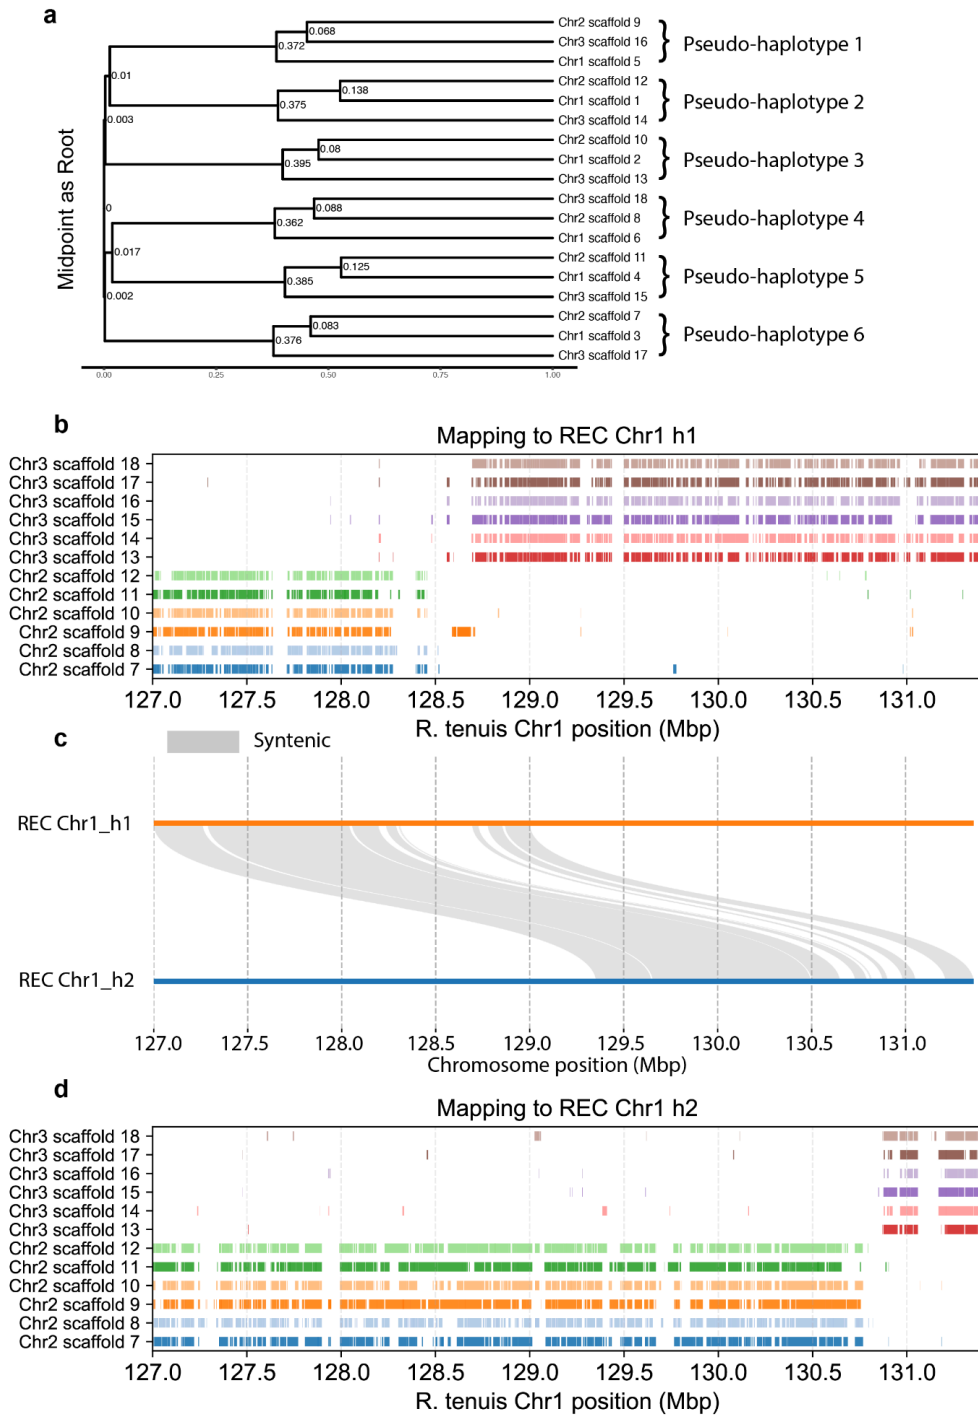 a
Chr2 scaffold 9
0.068
Chr3 scaffold 16
Pseudo-haplotype 1
0.372
Chr1 scaffold 5
0.01
Chr2 scaffold 12
0.138
Chr1 scaffold 1
Pseudo-haplotype 2
0.375
Chr3 scaffold 14
0.003
Chr2 scaffold 10
0.08
Chr1 scaffold 2
Pseudo-haplotype 3
0.395
Chr3 scaffold 13
Midpoint as Root
Chr3 scaffold 18
0
0.088
Chr2 scaffold 8
Pseudo-haplotype 4
0.362
Chr1 scaffold 6
0.017
Chr2 scaffold 11
0.125
Chr1 scaffold 4
Pseudo-haplotype 5
0.385
Chr3 scaffold 15
0.002
Chr2 scaffold 7
0.083
Chr1 scaffold 3
Pseudo-haplotype 6
0.376
Chr3 scaffold 17
0.00 0.25 0.50 0.75 1.00
b
Mapping to REC Chr1 h1
Chr3 scaffold 18
Chr3 scaffold 17
Chr3 scaffold 16
Chr3 scaffold 15
Chr3 scaffold 14
Chr3 scaffold 13
Chr2 scaffold 12
Chr2 scaffold 11
Chr2 scaffold 10
Chr2 scaffold 9
Chr2 scaffold 8
Chr2 scaffold 7
127.0 127.5 128.0 128.5 129.0 129.5 130.0 130.5 131.0
R. tenuis Chr1 position (Mbp)
c
Syntenic
REC Chr1_h1
REC Chr1_h2
127.0 127.5 128.0 128.5 129.0 129.5 130.0 130.5 131.0
Chromosome position (Mbp)
d
Mapping to REC Chr1 h2
Chr3 scaffold 18
Chr3 scaffold 17
Chr3 scaffold 16
Chr3 scaffold 15
Chr3 scaffold 14
Chr3 scaffold 13
Chr2 scaffold 12
Chr2 scaffold 11
Chr2 scaffold 10
Chr2 scaffold 9
Chr2 scaffold 8
Chr2 scaffold 7
127.0 127.5 128.0 128.5 129.0 129.5 130.0 130.5 131.0
R. tenuis Chr1 position (Mbp)